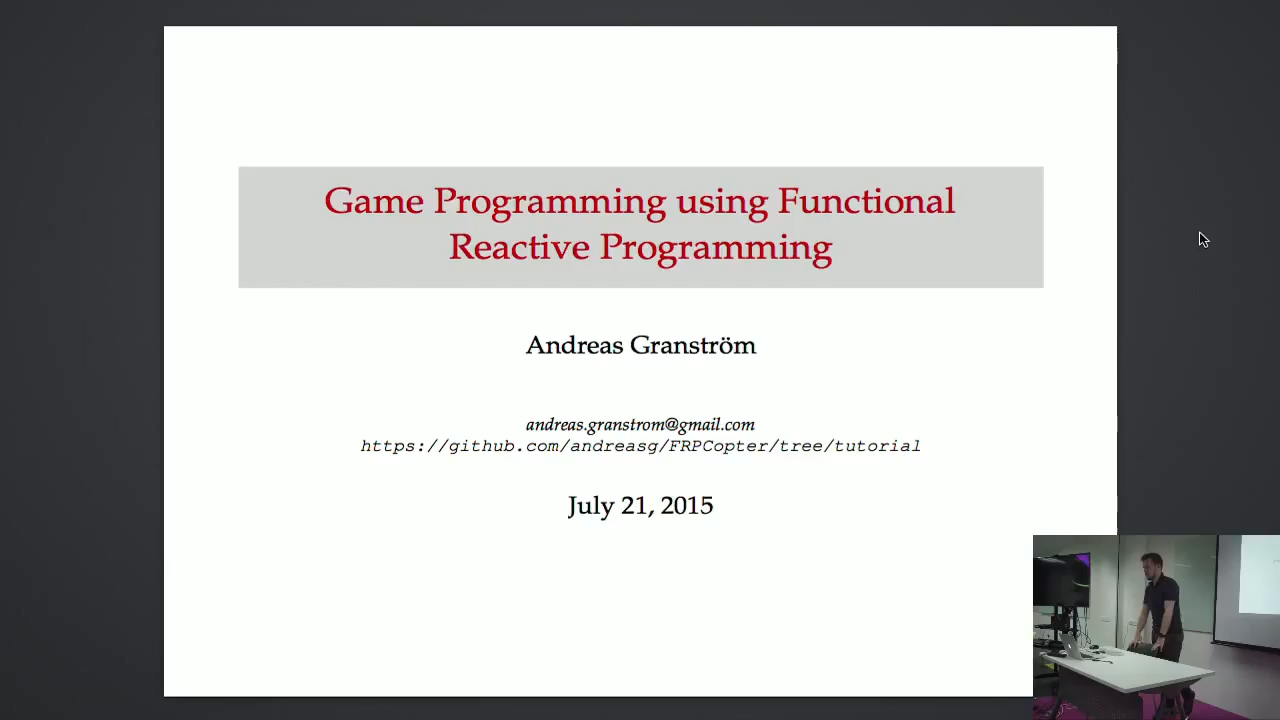 Game Programming using Functional
Reactive Programming
Andreas Granström
andreas.granstrom@gmail.com
https://github.com/andreasg/FRPCopter/tree/tutorial
July 21, 2015